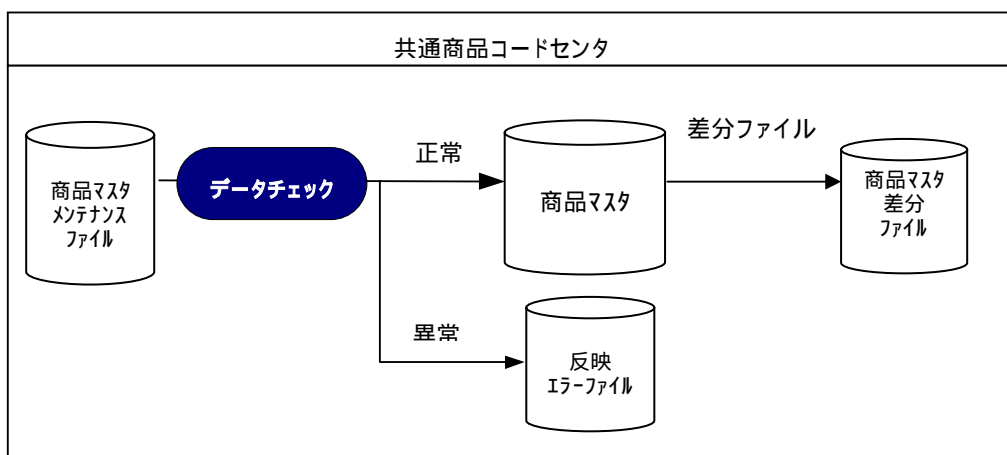 共通商品コードセンタ
商品マスタ
メンテナンス
ファイル
データチェック
正常
商品マスタ
差分ファイル
商品マスタ
差分
ファイル
異常
反映
エラーファイル